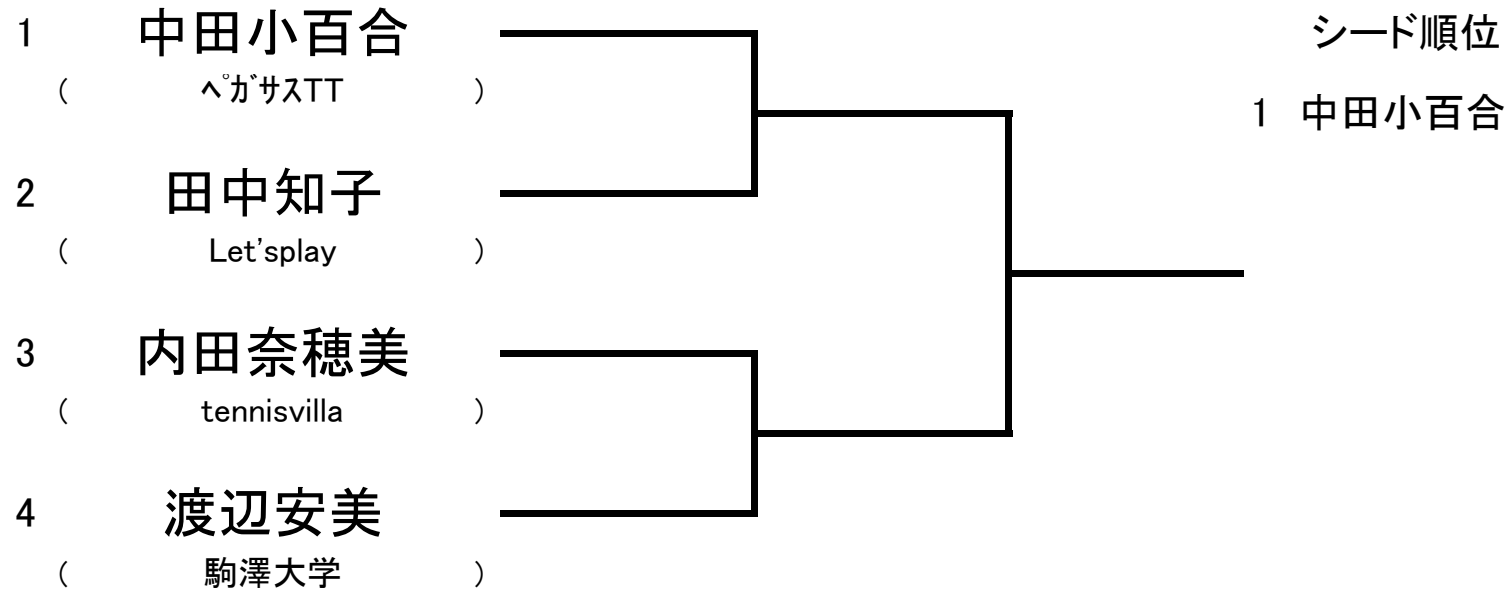 1 中田小百合
( ﾍﾟｶﾞｻｽTT )
2 田中知子
( Let'splay )
3 内田奈穂美
( tennisvilla )
4 渡辺安美
( 駒澤大学 )
シード順位
1 中田小百合